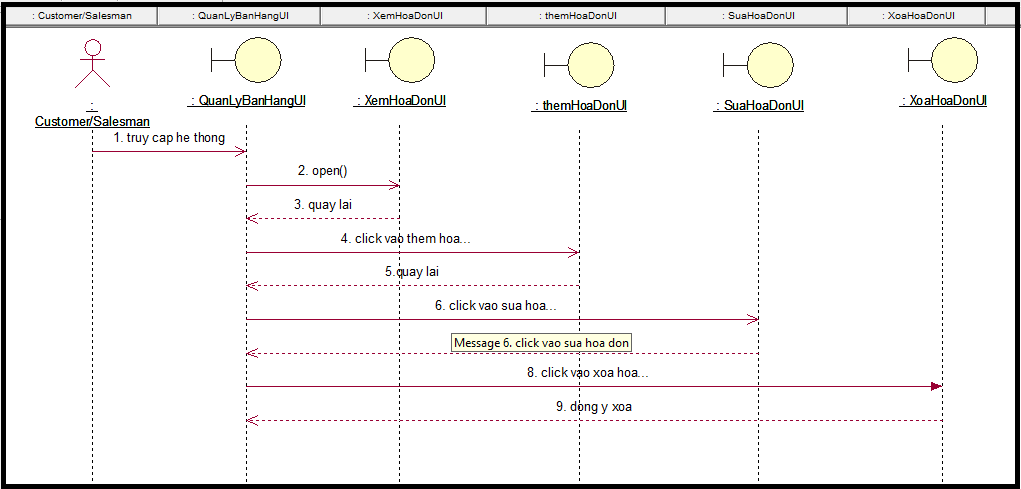 : Customer/Salesman
: QuanLyBanHangUI
: XemHoaDonUI
: themHoaDonUI
: SuaHoaDonUI
: XoaHoaDonUI
:
Customer/Salesman
: QuanLyBanHangUI
: XemHoaDonUI
: themHoaDonUI
: SuaHoaDonUI
: XoaHoaDonUI
1. truy cap he thong
2. open()
3. quay lai
4. click vao them hoa...
5.quay lai
6. click vao sua hoa...
Message 6. click vao sua hoa don
8. click vao xoa hoa...
9. dong y xoa